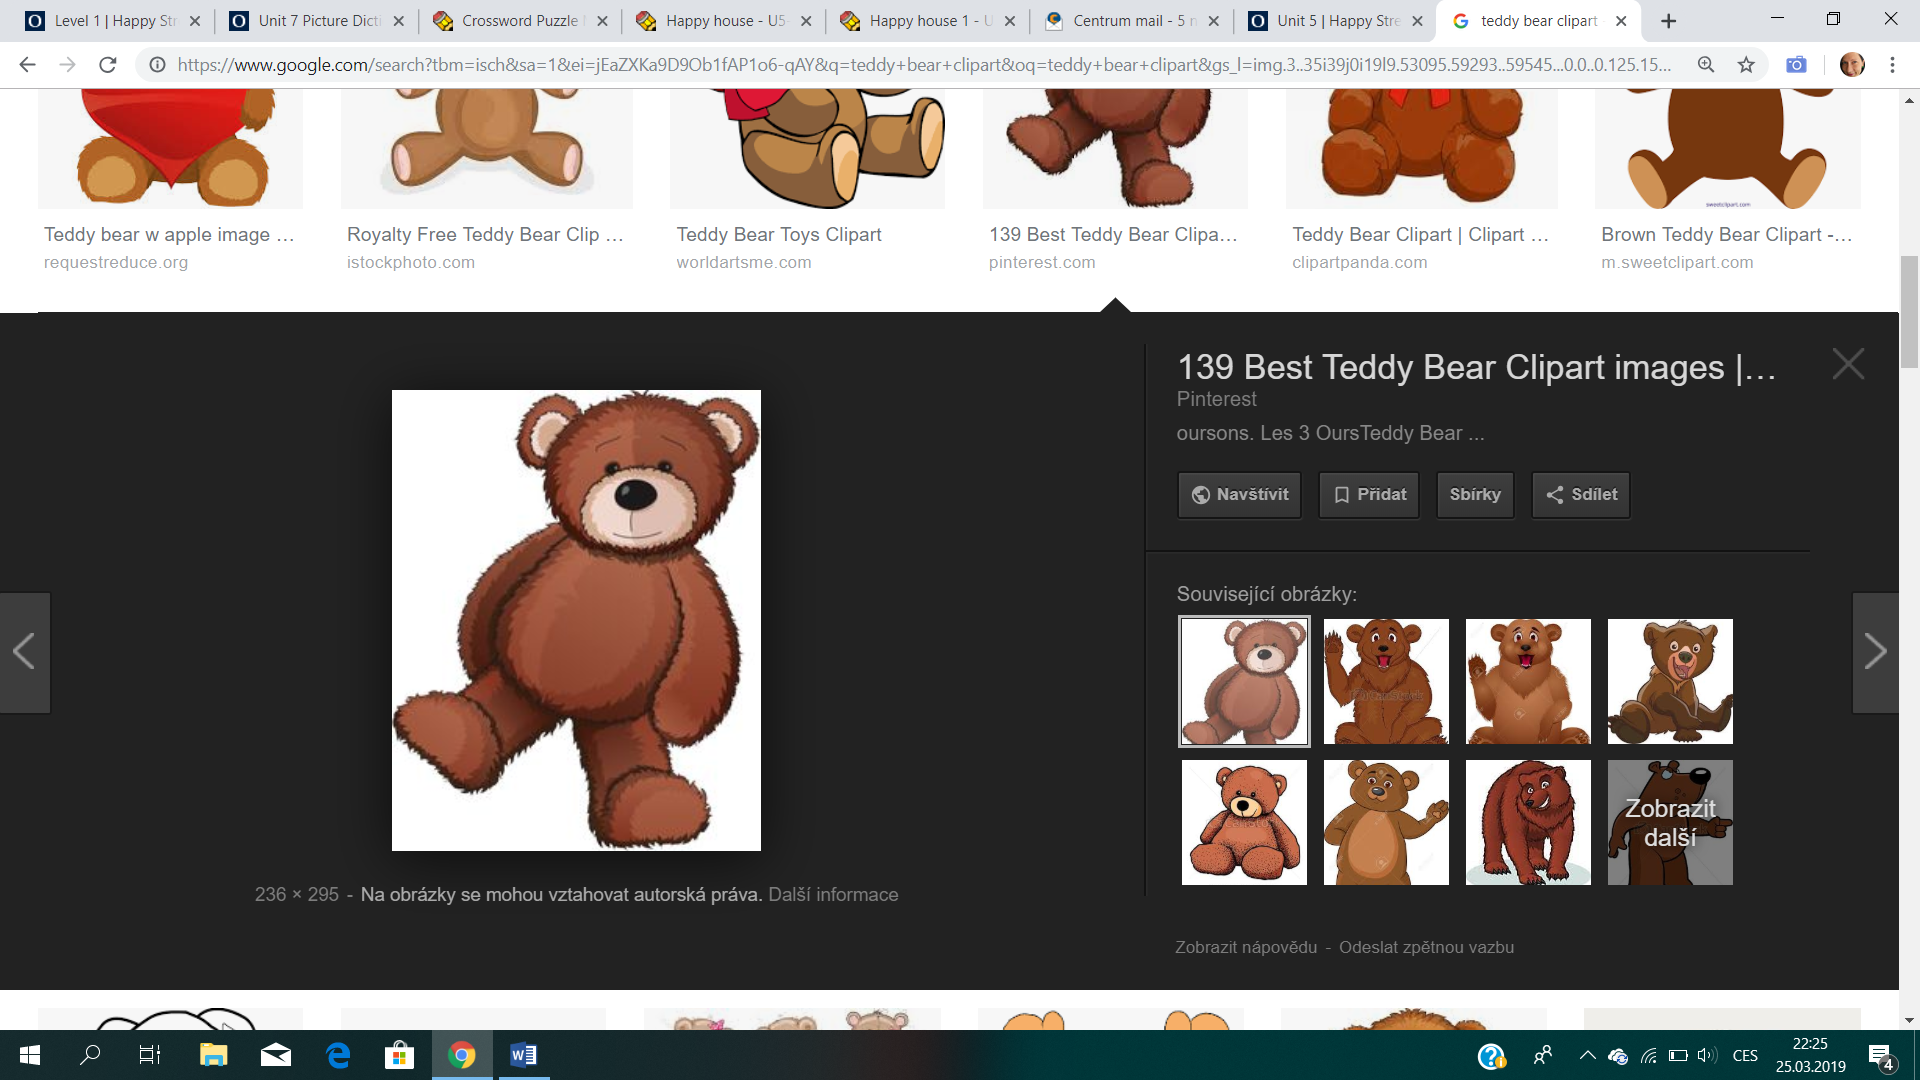 Level 1 | Happy Str
Unit 7 Picture Dicti
Crossword Puzzle
Happy house - U5
Happy house 1 - U
Centrum mail - 5 n
Unit 5 | Happy Stre
teddy bear clipart
https://www.google.com/search?tbm=isch&sa=1&ei=jEaZXKa9D9Ob1fAP1o6-qAY&q=teddy+bear+clipart&oq=teddy+bear+clipart&gs_l=img.3..35i39j0i19l9.53095.59293..59545...0.0..0.125.15...
sweetclipart.com
Teddy bear w apple image ...
requestreduce.org
Royalty Free Teddy Bear Clip ...
istockphoto.com
Teddy Bear Toys Clipart
worldartsme.com
139 Best Teddy Bear Clipa...
pinterest.com
Teddy Bear Clipart | Clipart ...
clipartpanda.com
Brown Teddy Bear Clipart -...
m.sweetclipart.com
139 Best Teddy Bear Clipart images |...
Pinterest
oursons. Les 3 OursTeddy Bear ...
Navštívit
Přidat
Sbírky
Sdílet
Související obrázky:
Zobrazit
další
236 × 295 - Na obrázky se mohou vztahovat autorská práva. Další informace
Zobrazit nápovědu - Odeslat zpětnou vazbu
CES
22:25
25.03.2019
4